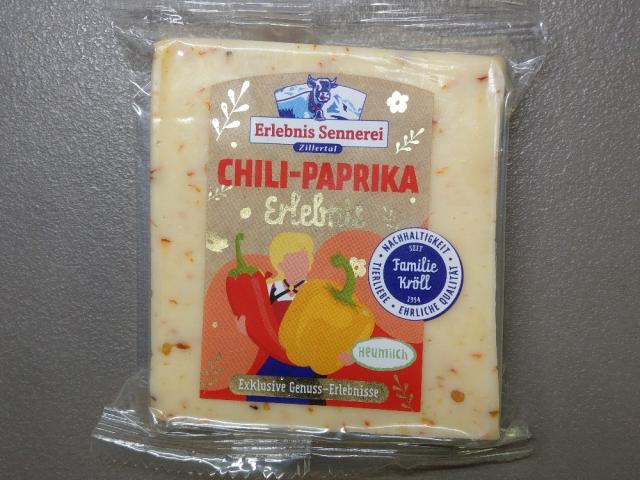 Erlebnis Sennerei
Zillertal
CHILI-PAPRIKA
Erlebnis
NACHHALTIGKEIT •
SEIT
Familie
Kröll
1954
TIERLIEBE •
EHRLICHE QUALITÄT •
Heumilch
Exklusive Genuss-Erlebnisse